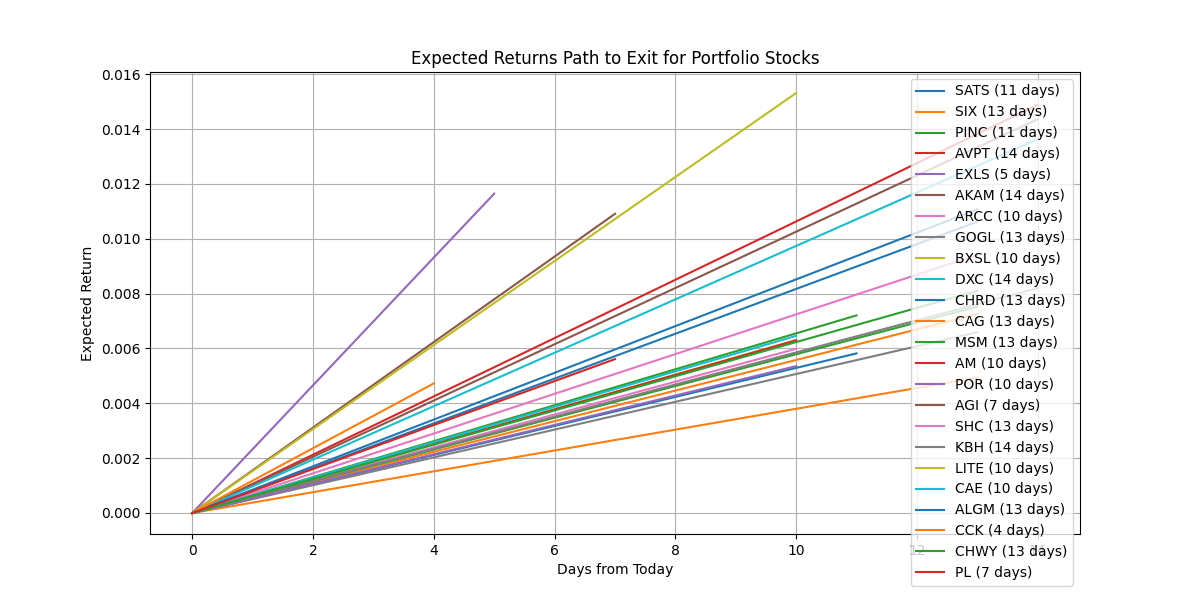 Expected Returns Path to Exit for Portfolio Stocks
Expected Return
0.016
0.014
0.012
0.010
0.008
0.006
0.004
0.002
0.000
0
2
4
6
8
10
12
Days from Today
SATS (11 days)
SIX (13 days)
PINC (11 days)
AVPT (14 days)
EXLS (5 days)
AKAM (14 days)
ARCC (10 days)
GOGL (13 days)
BXSL (10 days)
DXC (14 days)
CHRD (13 days)
CAG (13 days)
MSM (13 days)
AM (10 days)
POR (10 days)
AGI (7 days)
SHC (13 days)
KBH (14 days)
LITE (10 days)
CAE (10 days)
ALGM (13 days)
CCK (4 days)
CHWY (13 days)
PL (7 days)